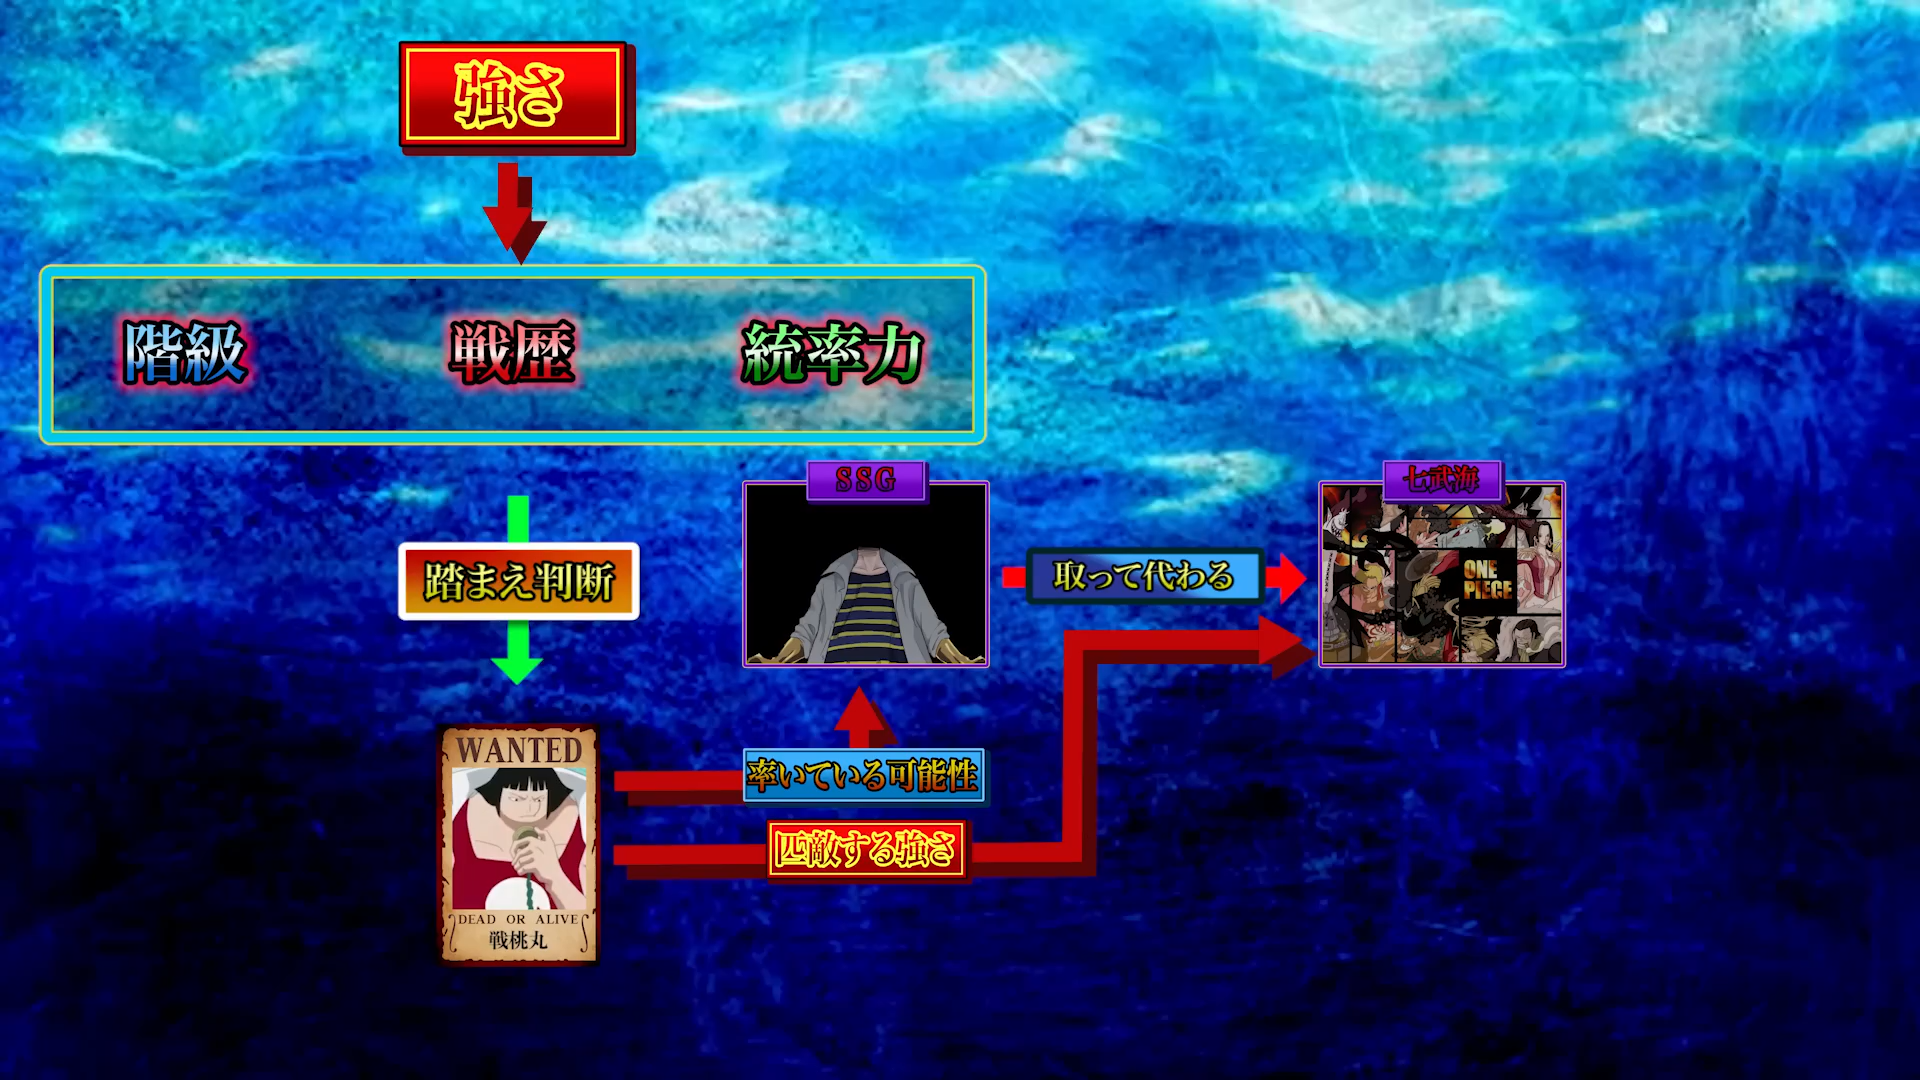 強さ
階級 戦歴 統率力
SSG
七武海
踏まえ判断
取って代わる
ONE
PIECE
WANTED
率いている可能性
匹敵する強さ
DEAD OR ALIVE
戦桃丸